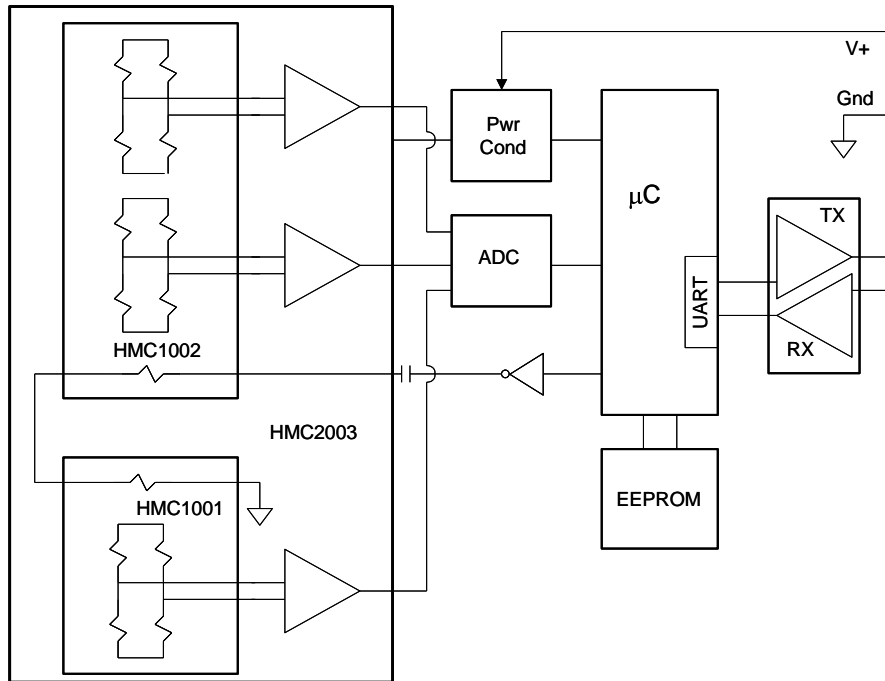 V+
Gnd
Pwr
Cond
μC
TX
ADC
UART
RX
HMC1002
HMC2003
HMC1001
EEPROM